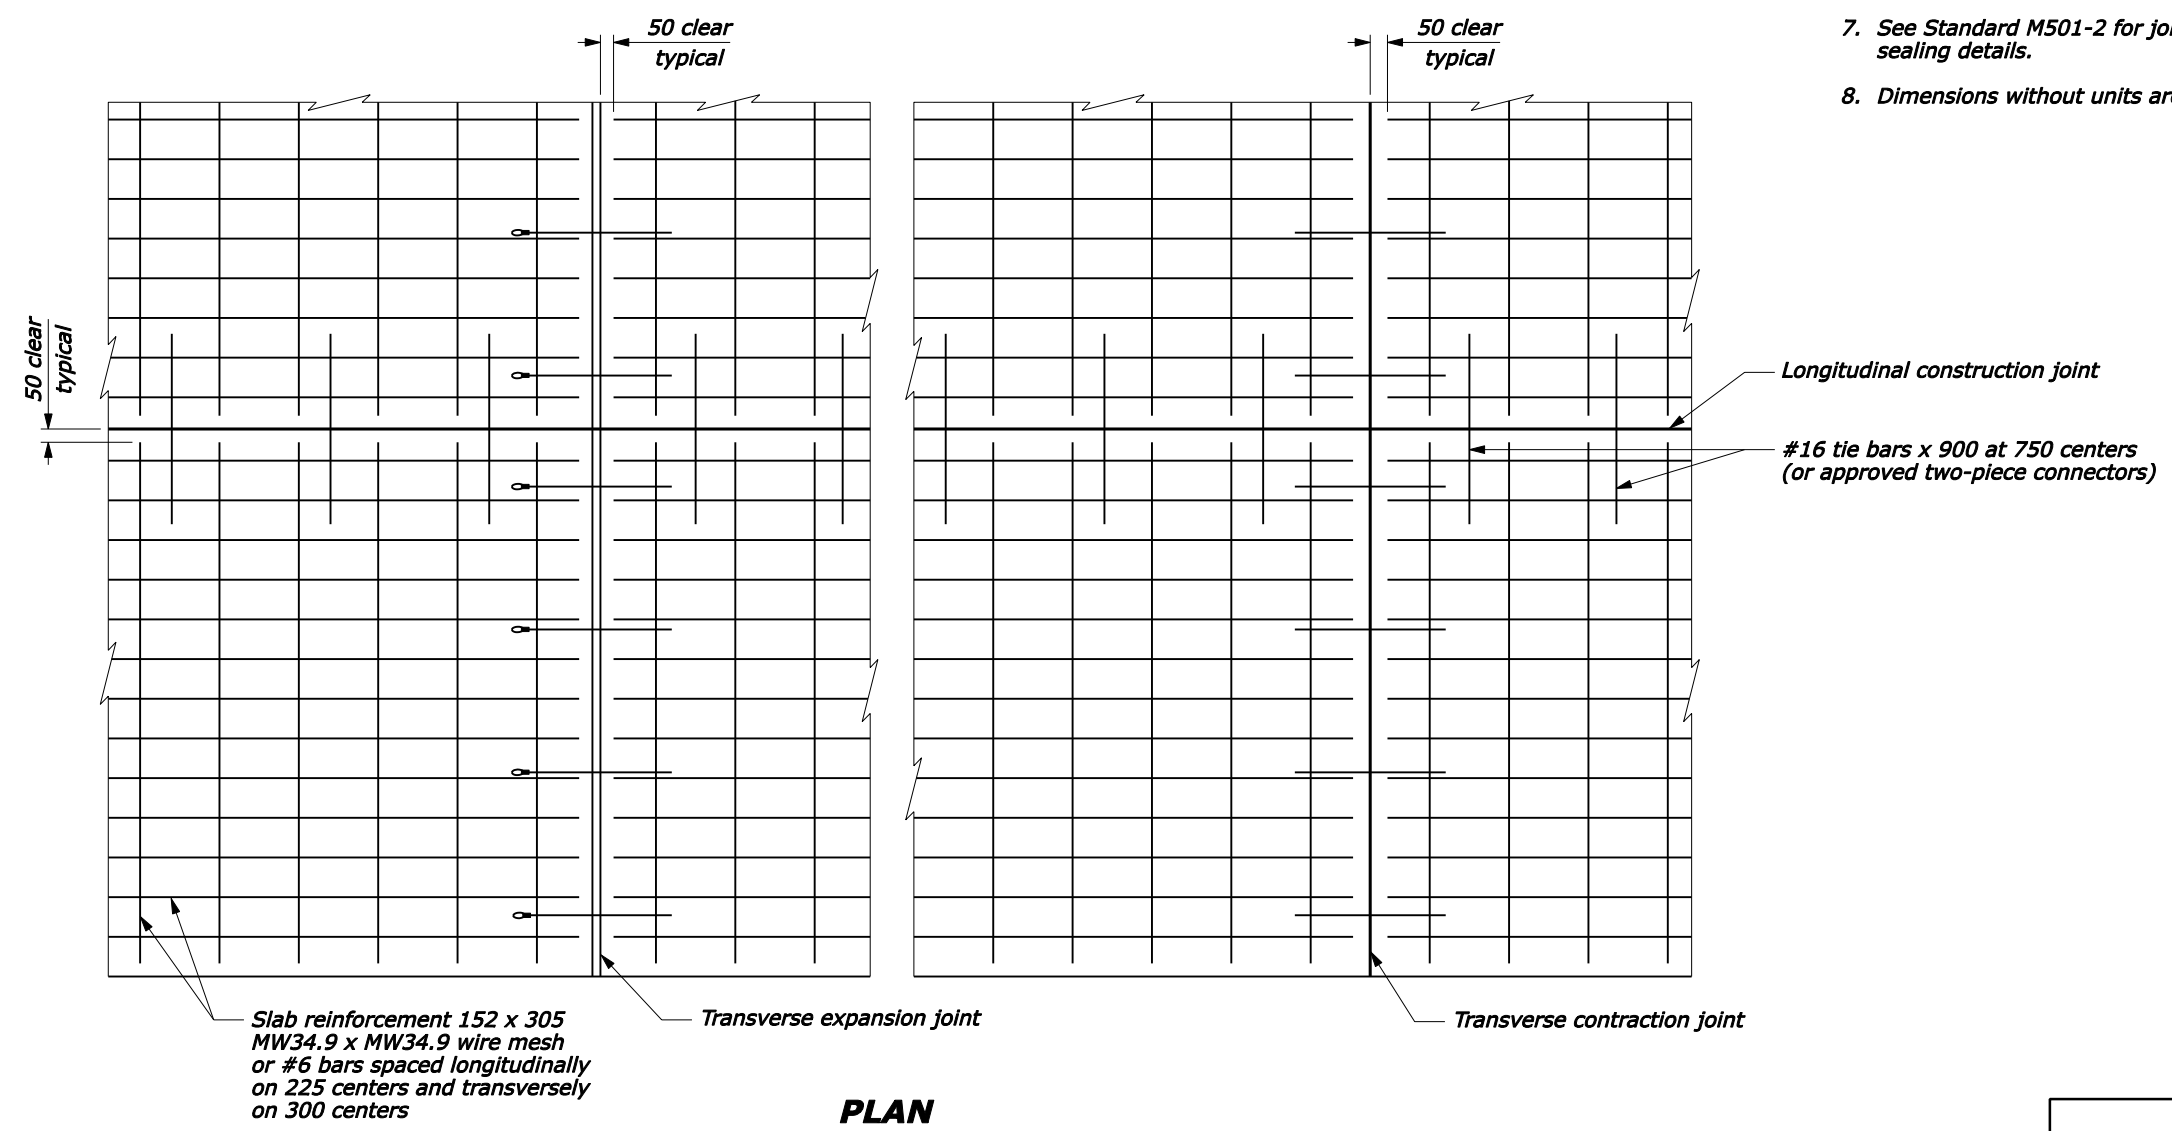 50 clear
typical
50 clear
typical
7. See Standard M501-2 for
sealing details.
8. Dimensions without units
50 clear
typical
Longitudinal construction joint
#16 tie bars x 900 at 750 centers
(or approved two-piece connectors)
Slab reinforcement 152 x 305
MW34.9 x MW34.9 wire mesh
or #6 bars spaced longitudinally
on 225 centers and transversely
on 300 centers
Transverse expansion joint
Transverse contraction joint
PLAN